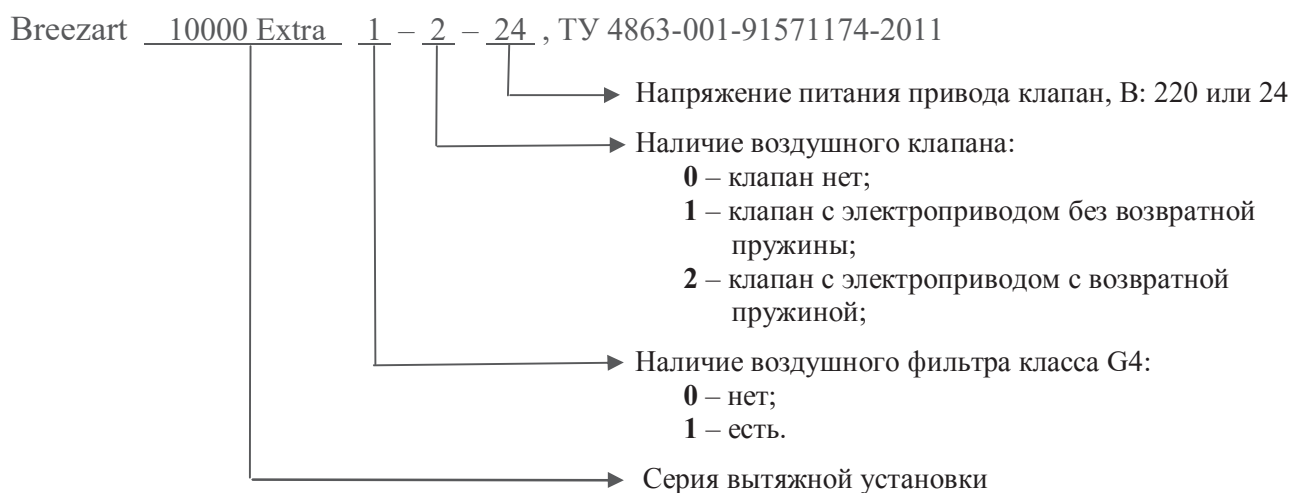 Breezart 10000 Extra 1 – 2 – 24 , ТУ 4863-001-91571174-2011
Напряжение питания привода клапан, В: 220 или 24
Наличие воздушного клапана:
0 – клапан нет;
1 – клапан с электроприводом без возвратной
пружины;
2 – клапан с электроприводом с возвратной
пружиной;
Наличие воздушного фильтра класса G4:
0 – нет;
1 – есть.
Серия вытяжной установки